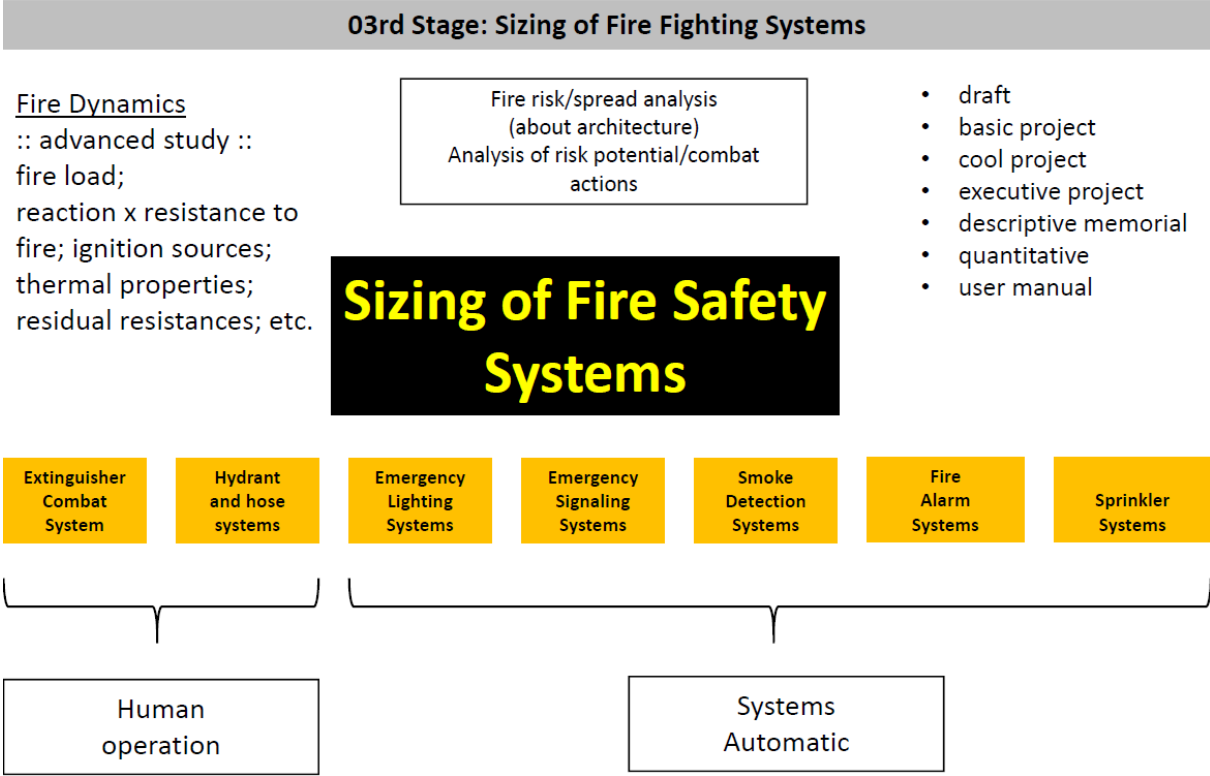 03rd Stage: Sizing of Fire Fighting Systems
Fire Dynamics
:: advanced study ::
fire load;
reaction x resistance to
fire; ignition sources;
thermal properties;
residual resistances; etc.
Fire risk/spread analysis
(about architecture)
Analysis of risk potential/combat
actions
• draft
• basic project
• cool project
• executive project
• descriptive memorial
• quantitative
• user manual
Sizing of Fire Safety
Systems
Extinguisher
Combat
System
Hydrant
and hose
systems
Emergency
Lighting
Systems
Emergency
Signaling
Systems
Smoke
Detection
Systems
Fire
Alarm
Systems
Sprinkler
Systems
Human
operation
Systems
Automatic